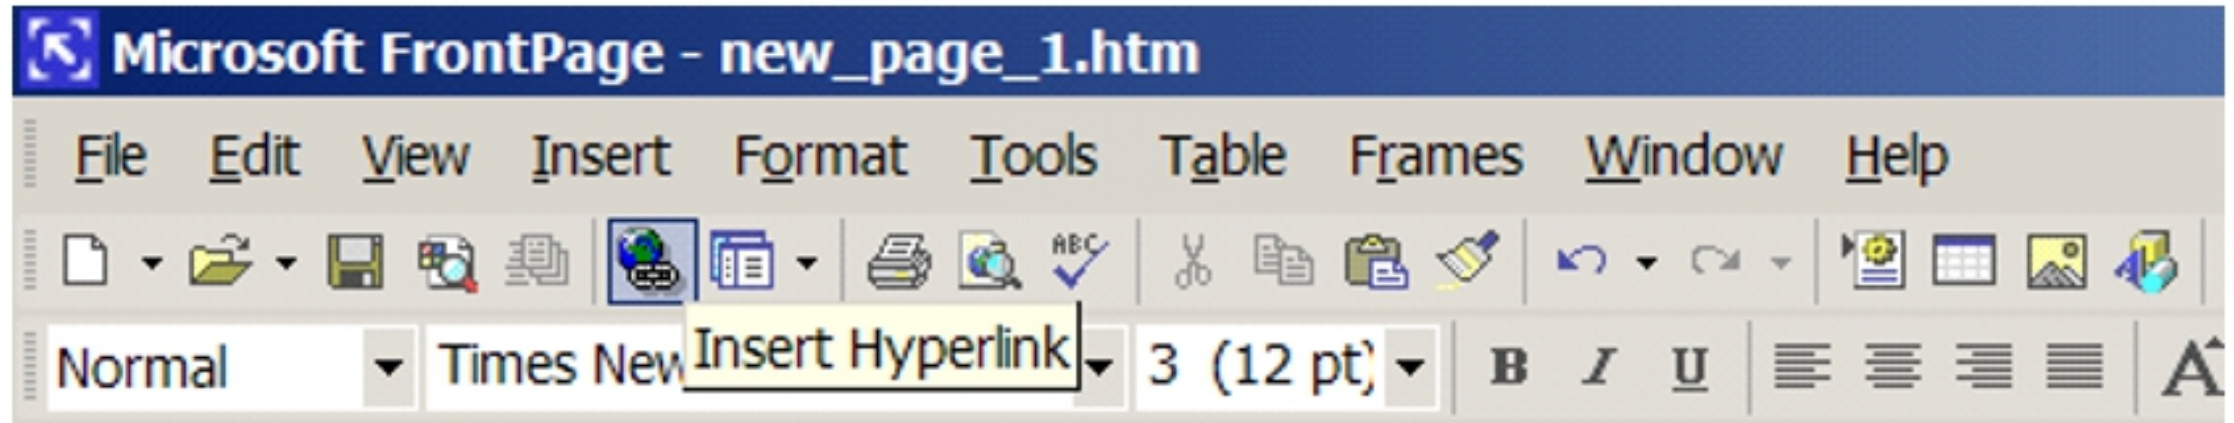 Microsoft FrontPage - new_page_1.htm
File Edit View Insert Format Tools Table Frames Window Help
ABC
Normal Times New Insert Hyperlink 3 (12 pt) B I U A